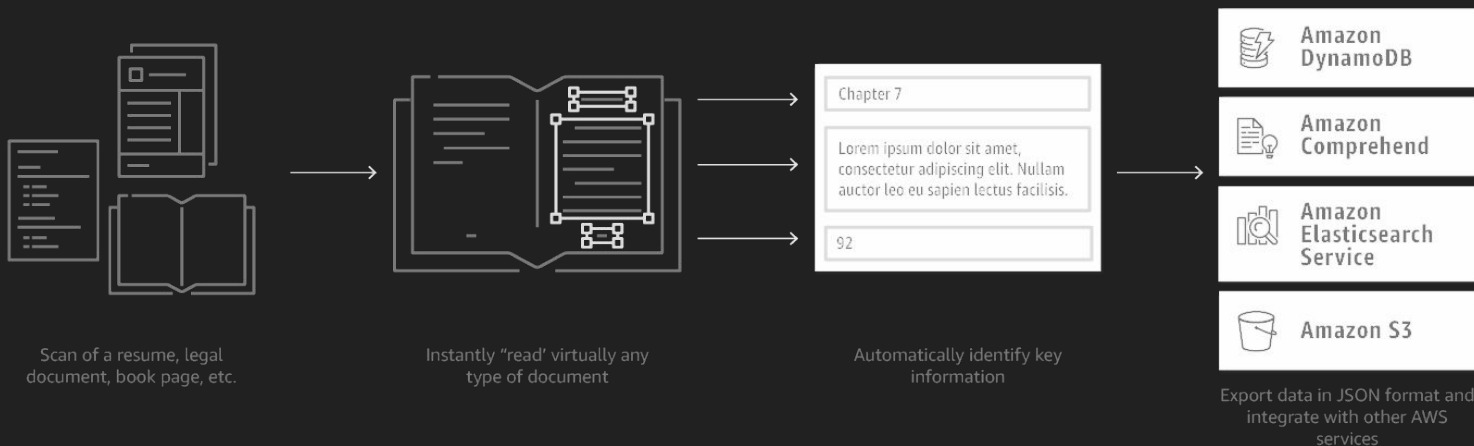 Scan of a resume, legal
document, book page, etc.
Instantly “read’ virtually any
type of document
Chapter 7
Lorem ipsum dolor sit amet,
consectetur adipiscing elit. Nullam
auctor leo eu sapien lectus facilisis.
92
Automatically identify key
information
Amazon
DynamoDB
Amazon
Comprehend
Amazon
Elasticsearch
Service
Amazon S3
Export data in JSON format and
integrate with other AWS
services